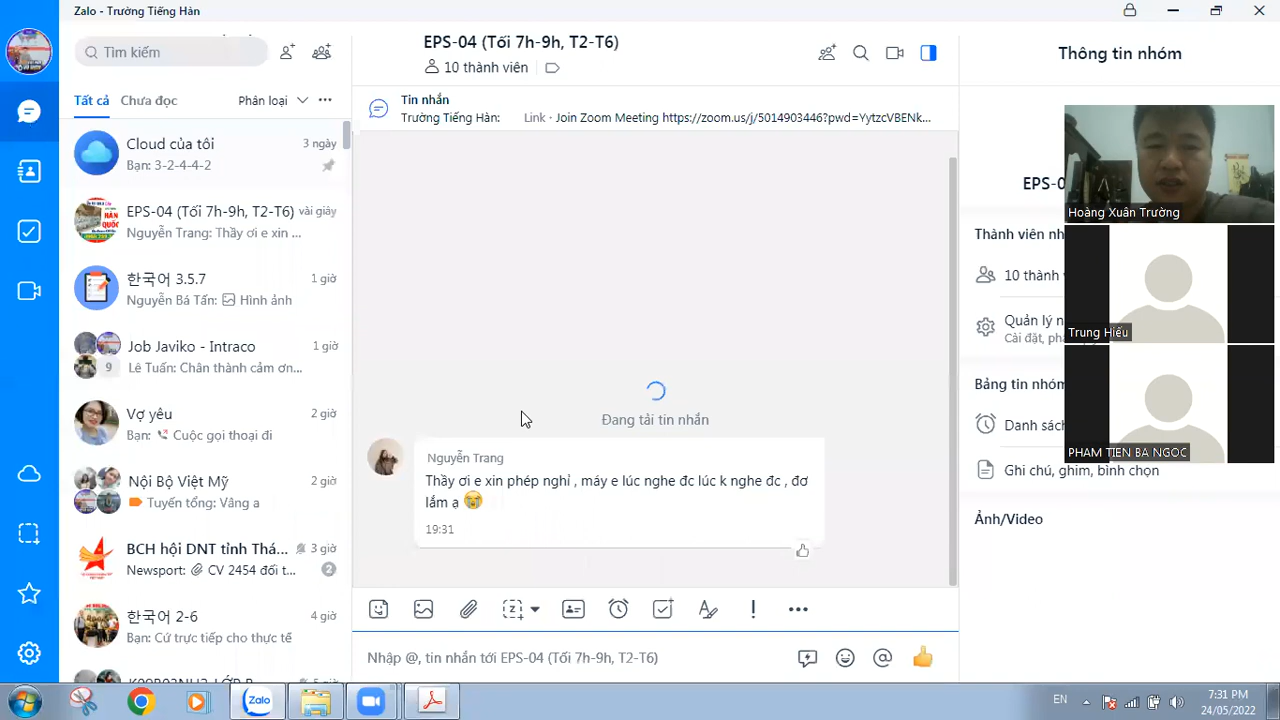 Zalo - Trường Tiếng Hàn
Tìm kiếm
Tất cả
Chưa đọc
Phân loại
Cloud của tôi
3 ngày
Bạn: 3-2-4-4-2
EPS-04 (Tối 7h-9h, T2-T6)
vài giây
Nguyễn Trang: Thầy ơi e xin ...
한국어 3.5.7
1 giờ
Nguyễn Bá Tấn: Hình ảnh
Job Javiko - Intraco
1 giờ
9
Lê Tuấn: Chân thành cảm ơn...
Vợ yêu
2 giờ
Bạn: Cuộc gọi thoại đi
Nội Bộ Việt Mỹ
2 giờ
Tuyến tổng: Vâng a
BCH hội DNT tỉnh Thá...
3 giờ
Newsport: CV 2454 đối t...
2
한국어 2-6
4 giờ
Bạn: Cứ trực tiếp cho thực tế
EPS-04 (Tối 7h-9h, T2-T6)
10 thành viên
Tin nhắn
Trường Tiếng Hàn: Link · Join Zoom Meeting https://zoom.us/j/5014903446?pwd=YytzcVBENk...
Đang tải tin nhắn
Nguyễn Trang
Thầy ơi e xin phép nghỉ , máy e lúc nghe đc lúc k nghe đc , đơ
lắm ạ 😭
19:31
Nhập @, tin nhắn tới EPS-04 (Tối 7h-9h, T2-T6)
Thông tin nhóm
EPS-0
Thành viên nh
10 thành
Quản lý n
Cài đặt, ph
Bảng tin nhóm
Danh sác
Ghi chú, ghim, bình chọn
Ảnh/Video
Hoàng Xuân Trường
Trung Hiếu
PHAM TIEN BA NGOC
Zalo
EN
7:31 PM
24/05/2022